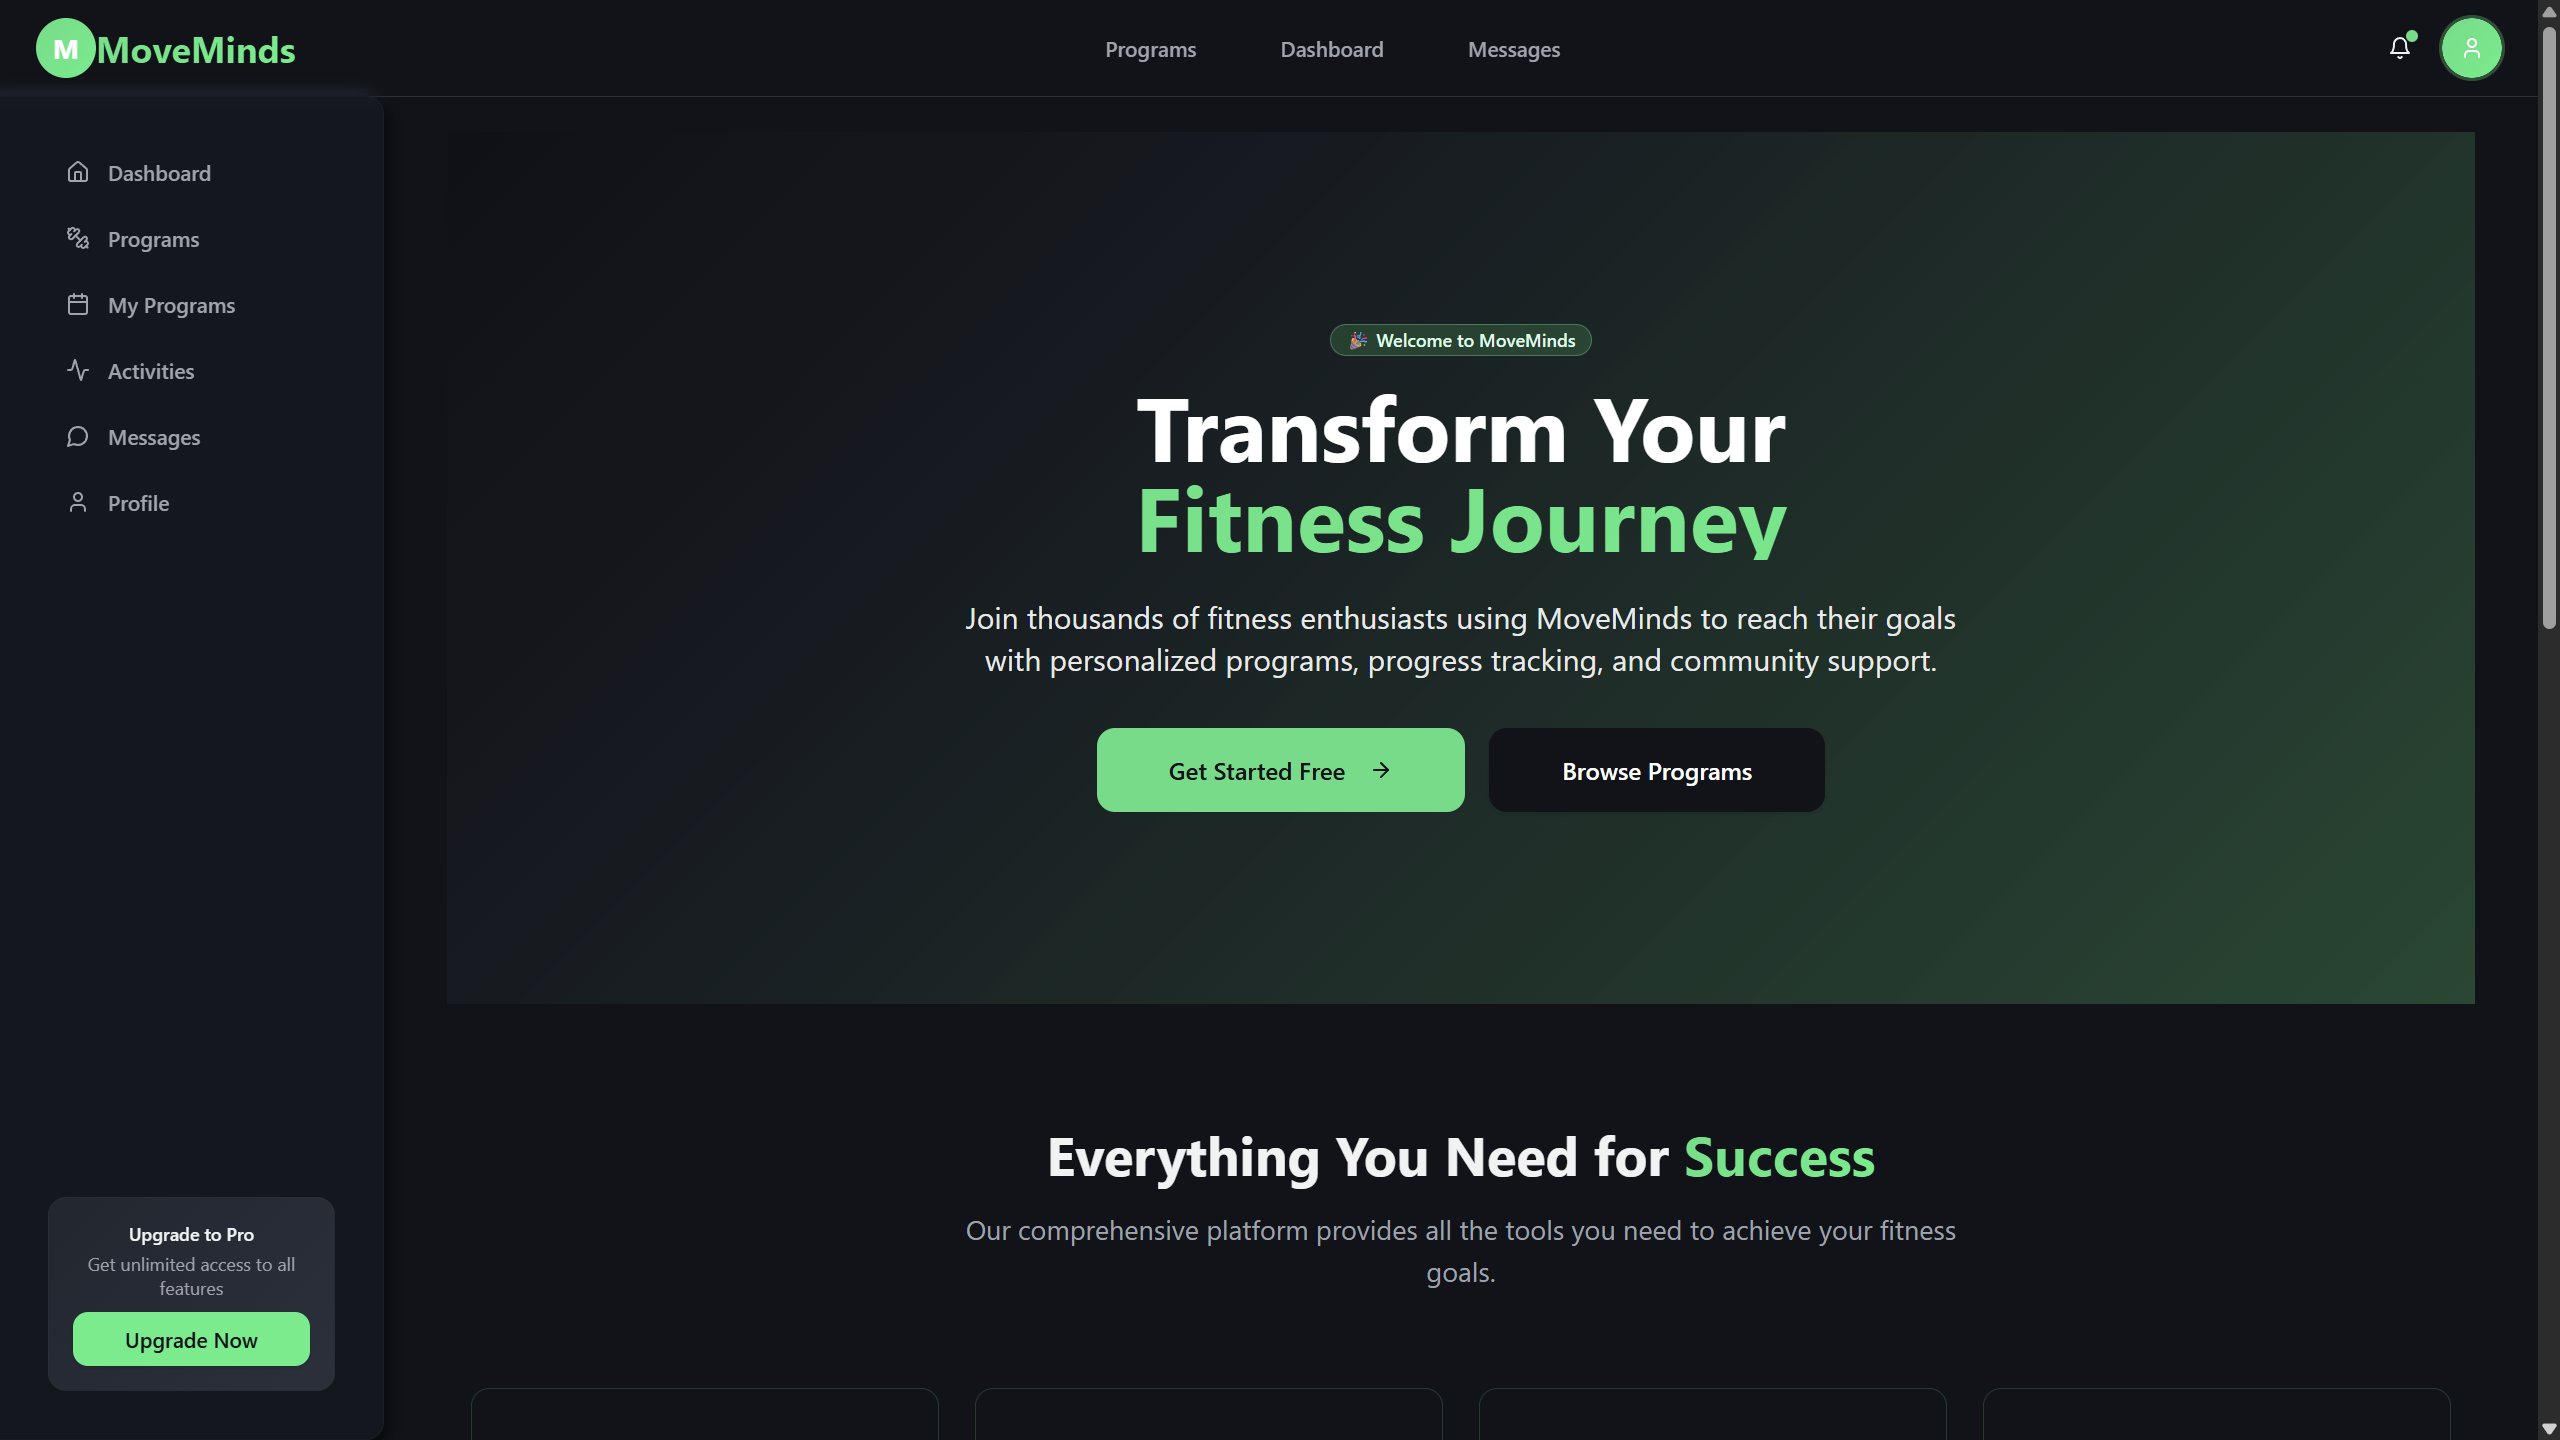 M MoveMinds
Programs
Dashboard
Messages
Dashboard
Programs
My Programs
Activities
Messages
Profile
Upgrade to Pro
Get unlimited access to all
features
Upgrade Now
🎉 Welcome to MoveMinds
Transform Your
Fitness Journey
Join thousands of fitness enthusiasts using MoveMinds to reach their goals
with personalized programs, progress tracking, and community support.
Get Started Free →
Browse Programs
Everything You Need for Success
Our comprehensive platform provides all the tools you need to achieve your fitness
goals.